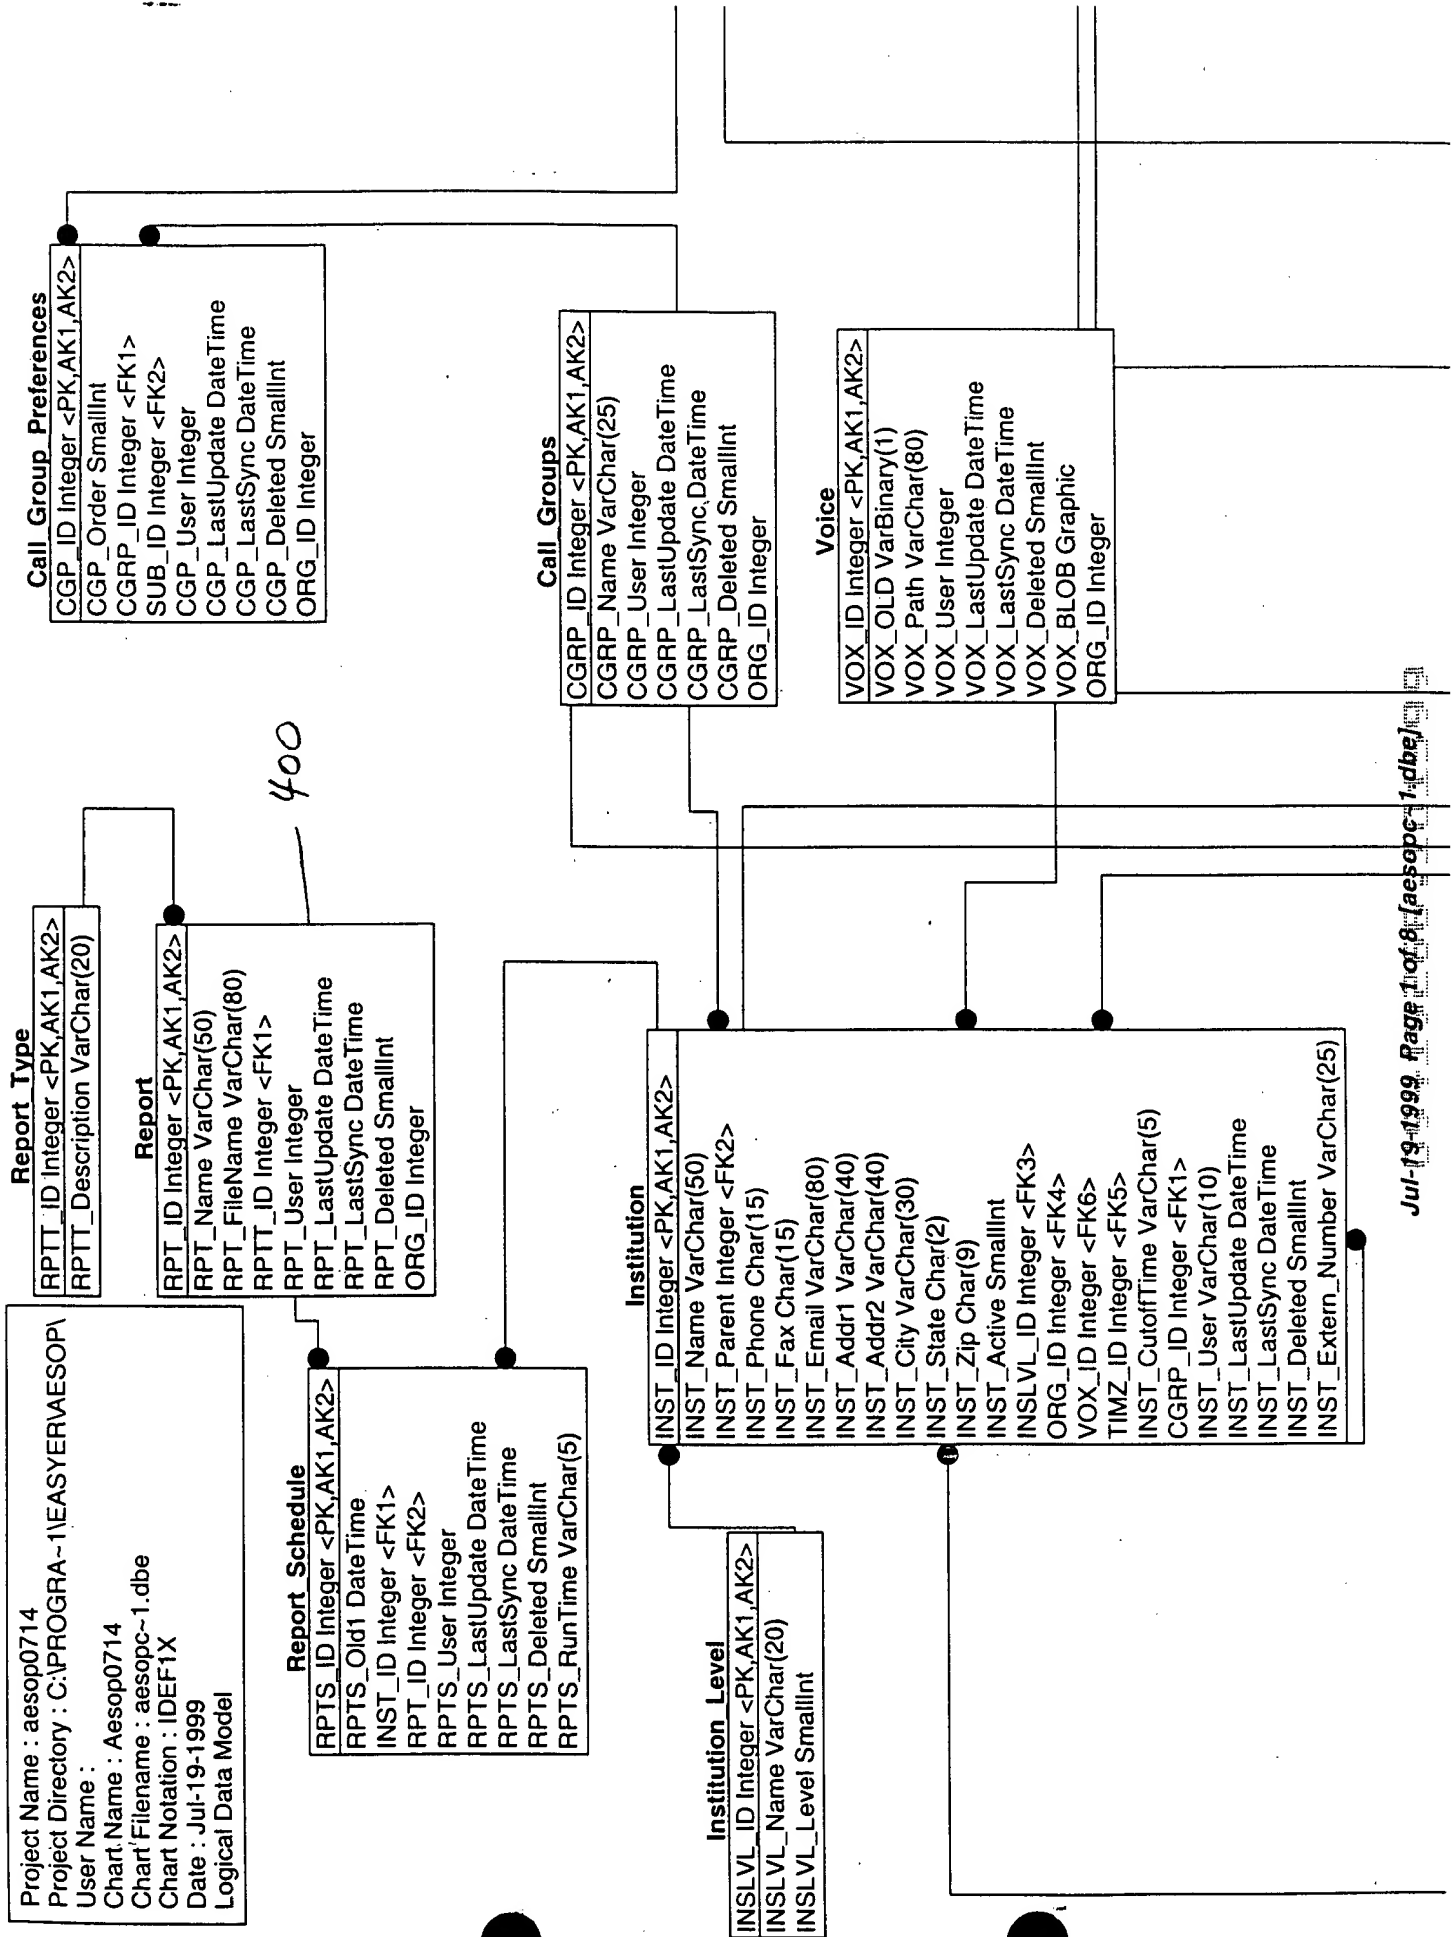 Project Name : aesop0714
Project Directory : C:\PROGRA~1\EASYERVAESOP\
User Name :
Chart Name : Aesop0714
Chart Filename : aesopc~1.dbe
Chart Notation : IDEF1X
Date : Jul-19-1999
Logical Data Model
Report_Type
RPTT_ID Integer <PK,AK1,AK2>
RPTT_Description VarChar(20)
Report
RPT_ID Integer <PK,AK1,AK2>
RPT_Name VarChar(50)
RPT_FileName VarChar(80)
RPTT_ID Integer <FK1>
RPT_User Integer
RPT_LastUpdate DateTime
RPT_LastSync DateTime
RPT_Deleted SmallInt
ORG_ID Integer
400
Call_Group_Preferences
CGP_ID Integer <PK,AK1,AK2>
CGP_Order SmallInt
CGRP_ID Integer <FK1>
SUB_ID Integer <FK2>
CGP_User Integer
CGP_LastUpdate DateTime
CGP_LastSync DateTime
CGP_Deleted SmallInt
ORG_ID Integer
Report_Schedule
RPTS_ID Integer <PK,AK1,AK2>
RPTS_Old1 DateTime
INST_ID Integer <FK1>
RPT_ID Integer <FK2>
RPTS_User Integer
RPTS_LastUpdate DateTime
RPTS_LastSync DateTime
RPTS_Deleted SmallInt
RPTS_RunTime VarChar(5)
Call_Groups
CGRP_ID Integer <PK,AK1,AK2>
CGRP_Name VarChar(25)
CGRP_User Integer
CGRP_LastUpdate DateTime
CGRP_LastSync DateTime
CGRP_Deleted SmallInt
ORG_ID Integer
Institution_Level
INSLVL_ID Integer <PK,AK1,AK2>
INSLVL_Name VarChar(20)
INSLVL_Level SmallInt
Institution
INST_ID Integer <PK,AK1,AK2>
INST_Name VarChar(50)
INST_Parent Integer <FK2>
INST_Phone Char(15)
INST_Fax Char(15)
INST_Email VarChar(80)
INST_Addr1 VarChar(40)
INST_Addr2 VarChar(40)
INST_City VarChar(30)
INST_State Char(2)
INST_Zip Char(9)
INST_Active SmallInt
INSLVL_ID Integer <FK3>
ORG_ID Integer <FK4>
VOX_ID Integer <FK6>
TIMZ_ID Integer <FK5>
INST_CutoffTime VarChar(5)
CGRP_ID Integer <FK1>
INST_User VarChar(10)
INST_LastUpdate DateTime
INST_LastSync DateTime
INST_Deleted SmallInt
INST_Extern_Number VarChar(25)
Voice
VOX_ID Integer <PK,AK1,AK2>
VOX_OLD VarBinary(1)
VOX_Path VarChar(80)
VOX_User Integer
VOX_LastUpdate DateTime
VOX_LastSync DateTime
VOX_Deleted SmallInt
VOX_BLOB Graphic
ORG_ID Integer
Jul-19-1999 Page 1 of 8 [aesopc~1.dbe]